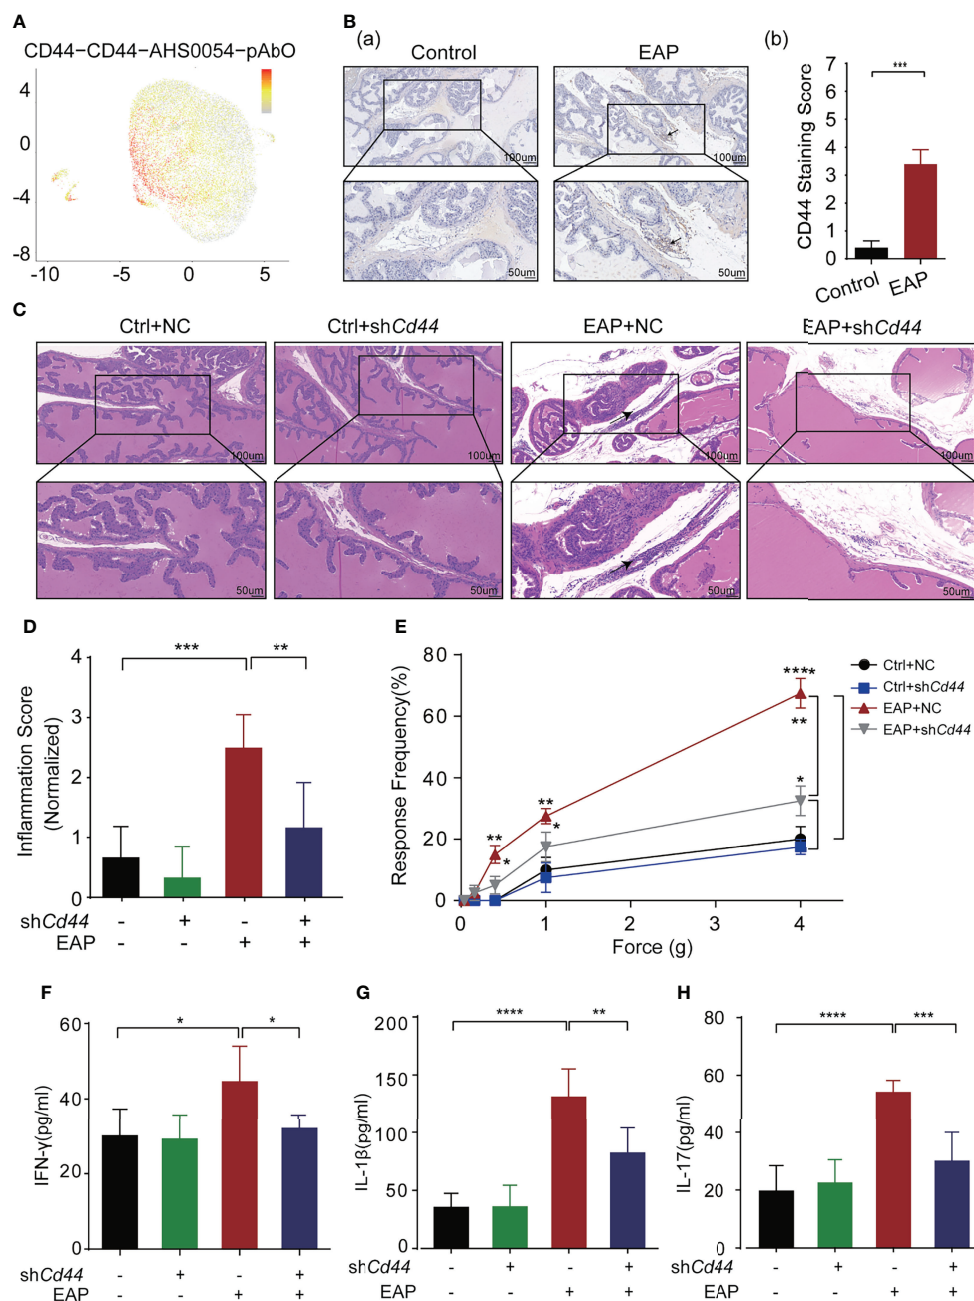 A
CD44−CD44−AHS0054−pAbO
4
0
−4
−8
−10
−5
0
5
B
(a)
Control
EAP
100um
100um
50um
50um
(b)
CD44 Staining Score
7
6
5
4
3
2
1
0
***
Control
EAP
C
Ctrl+NC
Ctrl+shCd44
EAP+NC
EAP+shCd44
100um
100um
100um
100um
50um
50um
50um
50um
D
Inflammation Score
(Normalized)
4
3
2
1
0
***
**
shCd44 - + - +
EAP - - + +
E
Response Frequency(%)
80
60
40
20
0
0 1 2 3 4
Force (g)
**
*
**
*
****
*
**
*
Ctrl+NC
Ctrl+shCd44
EAP+NC
EAP+shCd44
F
IFN-γ(pg/ml)
60
40
20
0
*
*
shCd44 - + - +
EAP - - + +
G
IL-1β(pg/ml)
200
150
100
50
0
****
**
- + - +
- - + +
H
IL-17(pg/ml)
80
60
40
20
0
****
***
shCd44 - + - +
EAP - - + +